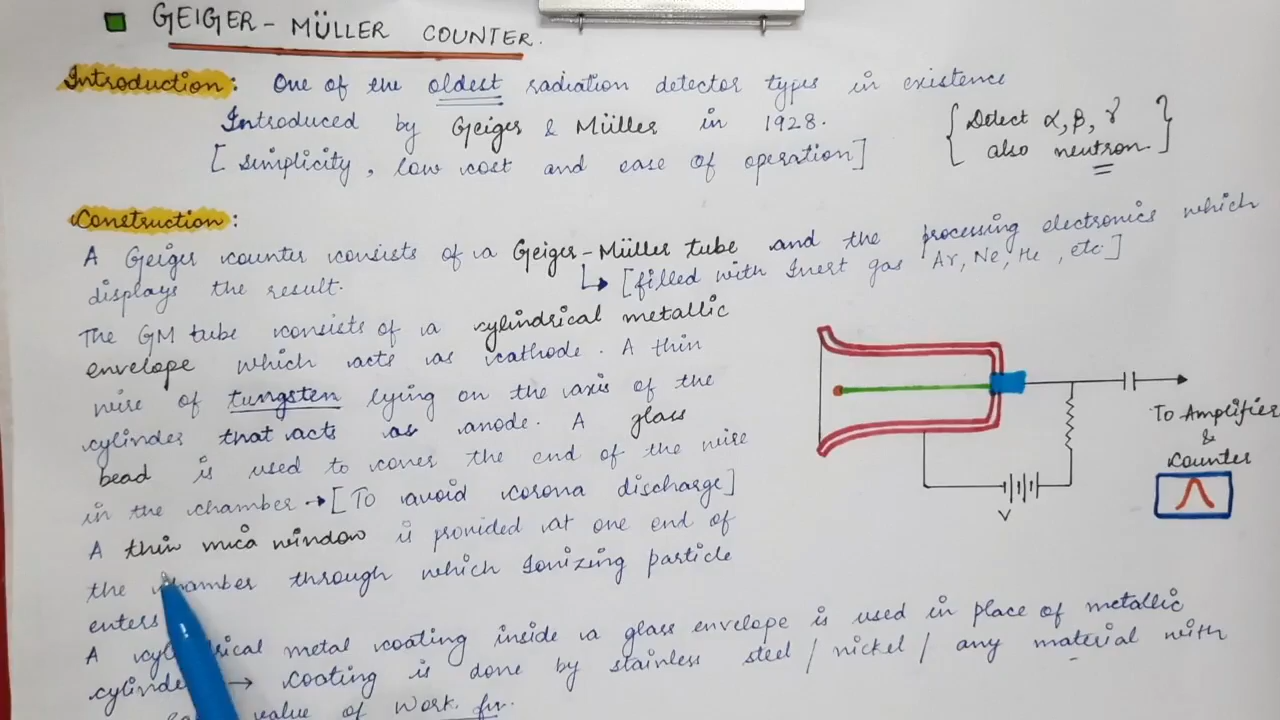 GEIGER - MÜLLER COUNTER.
Introduction: One of the oldest radiation detector types in existence
Introduced by Geiger & Müller in 1928.
[Simplicity, low cost and ease of operation]
{Detect α, β, γ
also neutron}
Construction:
A Geiger counter consists of a Geiger-Müller tube and the processing electronics which
displays the result.
↳ [filled with Inert gas Ar, Ne, He, etc]
The GM tube consists of a cylindrical metallic
envelope which acts as cathode. A thin
wire of tungsten lying on the axis of the
cylinder that acts as anode. A glass
bead is used to cover the end of the wire
in the chamber → [To avoid corona discharge]
A thin mica window is provided at one end of
the chamber through which Ionizing particle
enters
To Amplifier
&
Counter
V
A cylindrical metal coating inside a glass envelope is used in place of metallic
cylinder → coating is done by stainless steel / nickel / any material with
value of work fn.